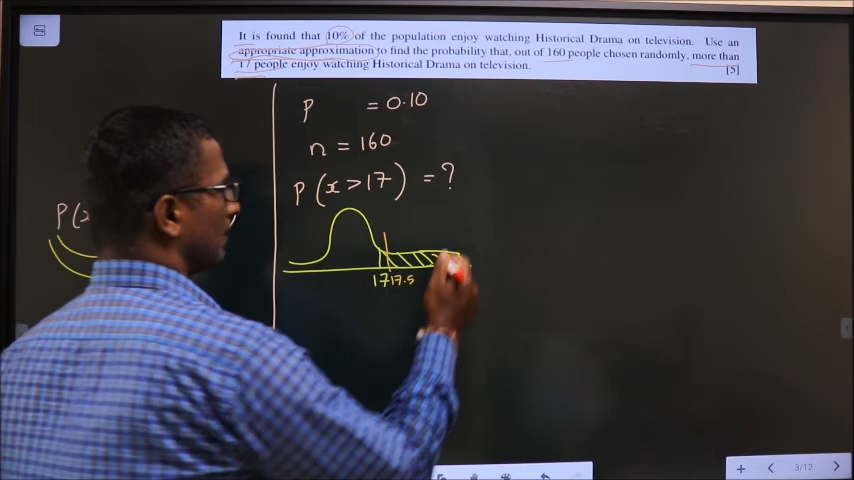 It is found that 10% of the population enjoy watching Historical Drama on television. Use an
appropriate approximation to find the probability that, out of 160 people chosen randomly, more than
17 people enjoy watching Historical Drama on television. [5]
p = 0.10
n = 160
P(x>17) = ?
P(x
17 17.5
3/12